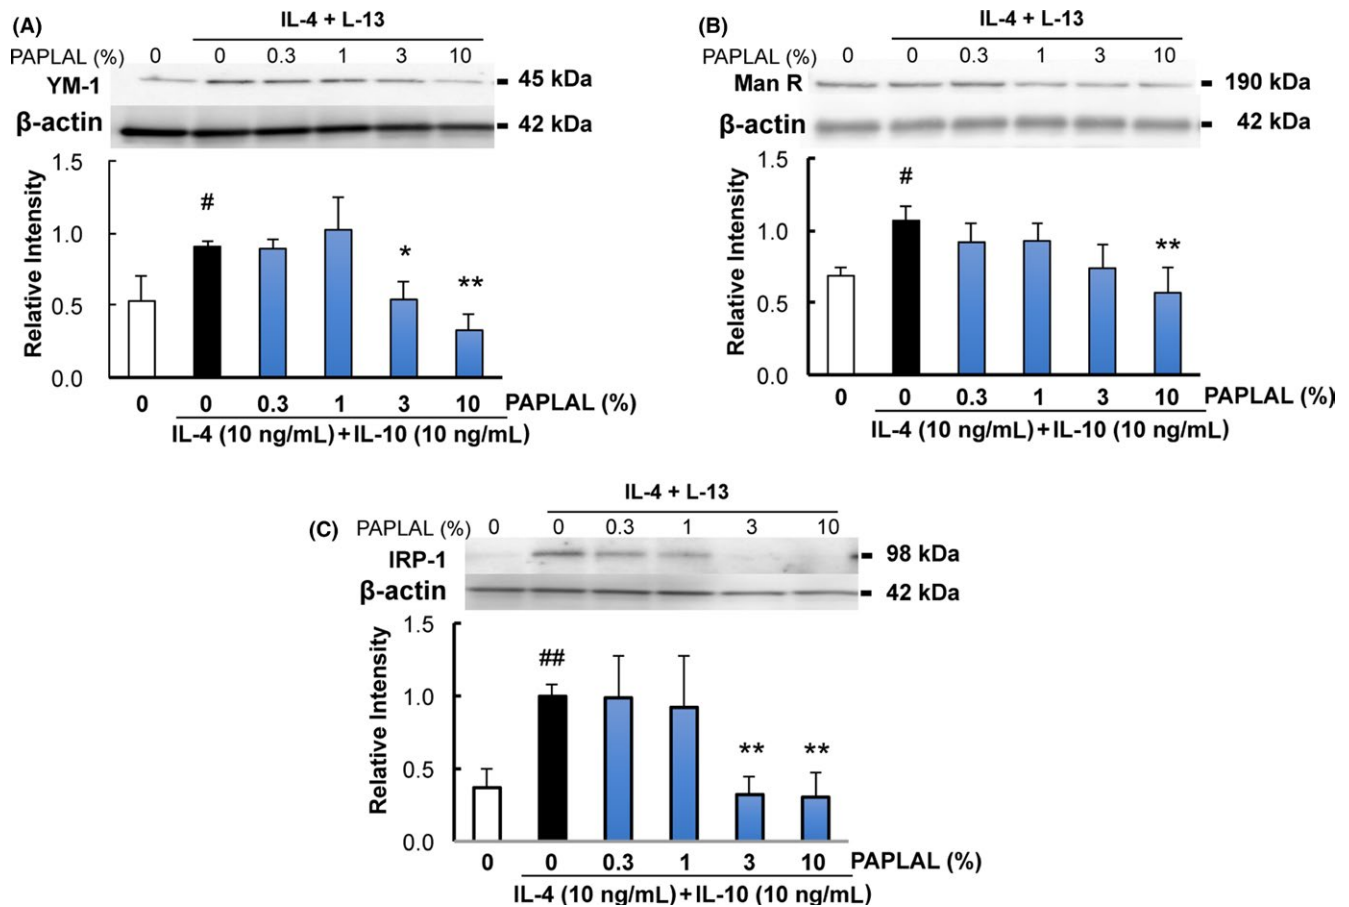 (A)
IL-4 + L-13
PAPLAL (%) 0 0 0.3 1 3 10
YM-1 45 kDa
β-actin 42 kDa
Relative Intensity
1.5
1.0
0.5
0.0
#
*
**
0 0 0.3 1 3 10 PAPLAL (%)
IL-4 (10 ng/mL)+IL-10 (10 ng/mL)
(B)
IL-4 + L-13
PAPLAL (%) 0 0 0.3 1 3 10
Man R 190 kDa
β-actin 42 kDa
Relative Intensity
1.5
1.0
0.5
0.0
#
**
0 0 0.3 1 3 10 PAPLAL (%)
IL-4 (10 ng/mL)+IL-10 (10 ng/mL)
(C)
IL-4 + L-13
PAPLAL (%) 0 0 0.3 1 3 10
IRP-1 98 kDa
β-actin 42 kDa
Relative Intensity
1.5
1.0
0.5
0.0
##
**
**
0 0 0.3 1 3 10 PAPLAL (%)
IL-4 (10 ng/mL)+IL-10 (10 ng/mL)